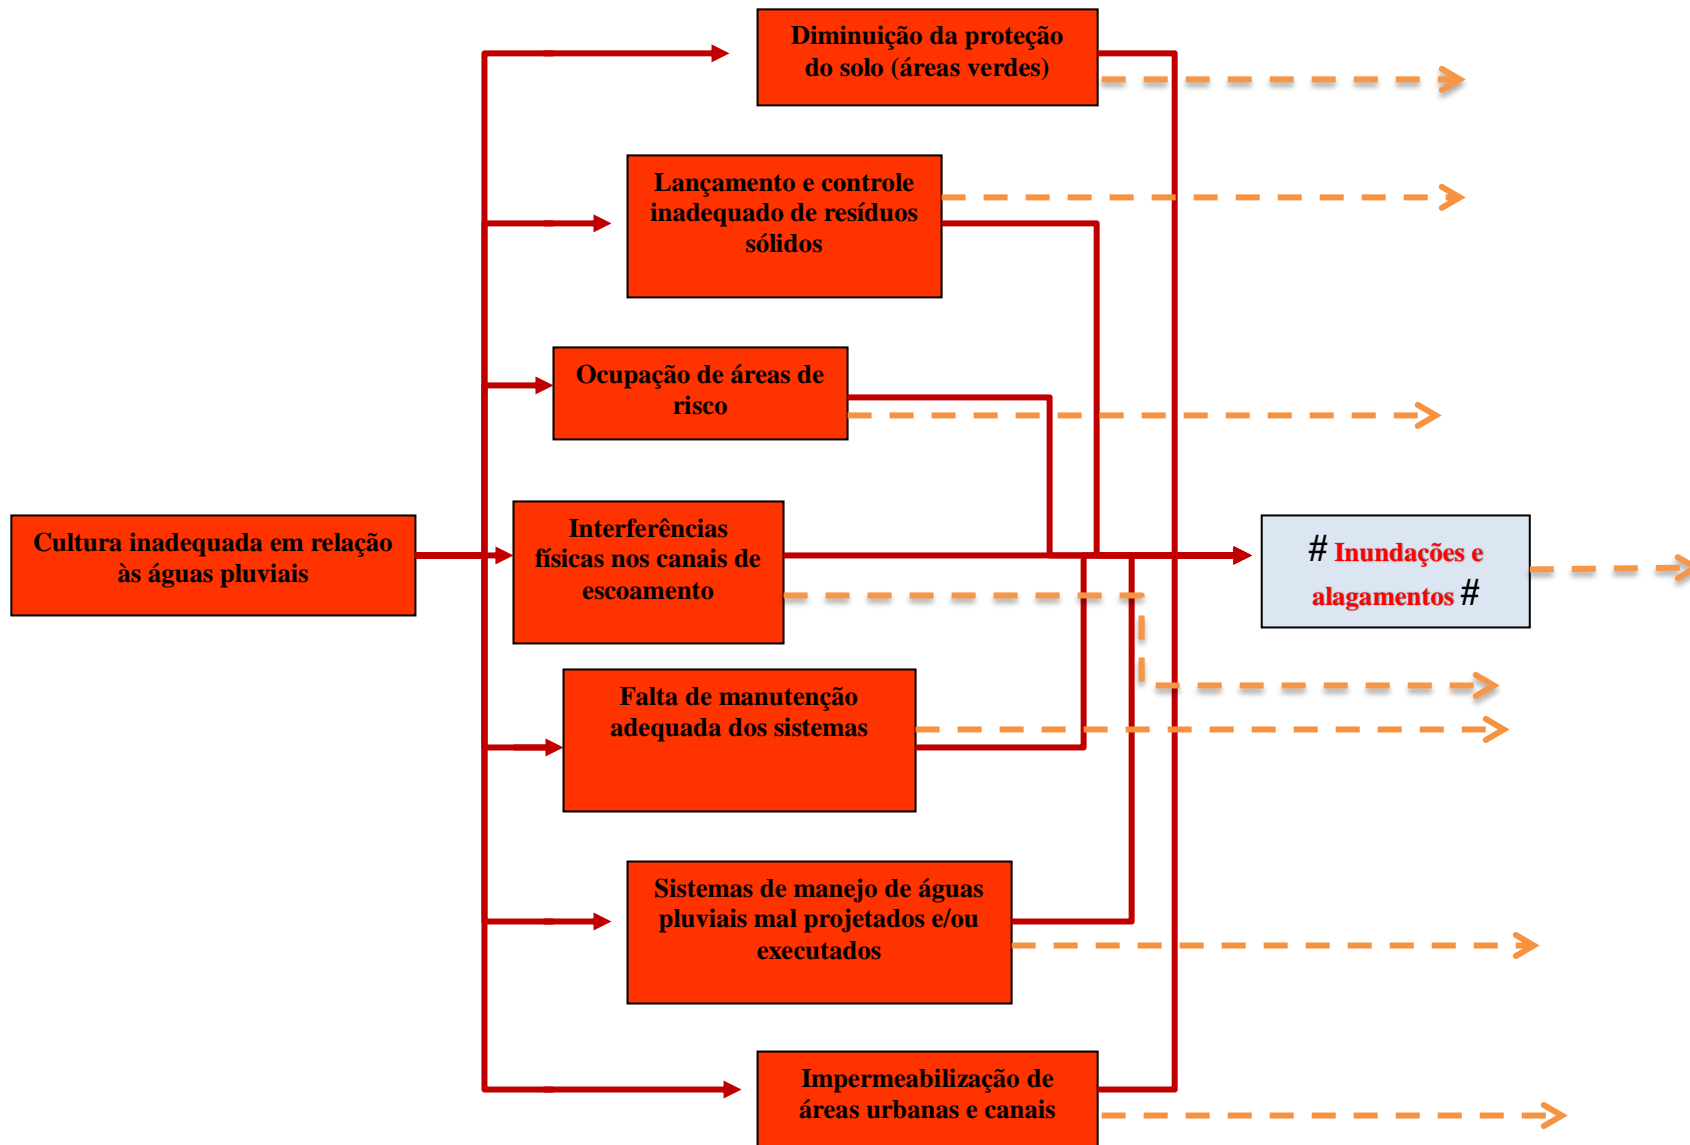 Diminuição da proteção
do solo (áreas verdes)
Lançamento e controle
inadequado de resíduos
sólidos
Ocupação de áreas de
risco
Cultura inadequada em relação
às águas pluviais
Interferências
físicas nos canais de
escoamento
# Inundações e
alagamentos #
Falta de manutenção
adequada dos sistemas
Sistemas de manejo de águas
pluviais mal projetados e/ou
executados
Impermeabilização de
áreas urbanas e canais